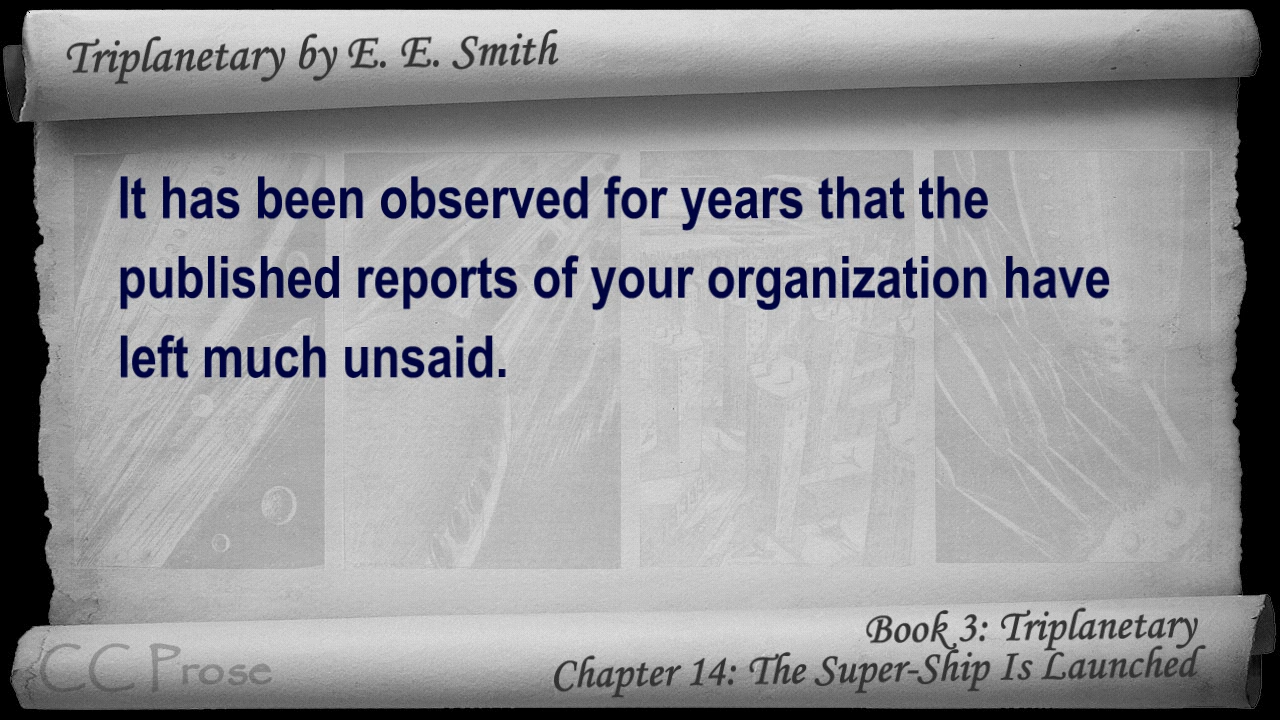 Triplanetary by E. E. Smith
It has been observed for years that the
published reports of your organization have
left much unsaid.
Book 3: Triplanetary
Chapter 14: The Super-Ship Is Launched
CC Prose